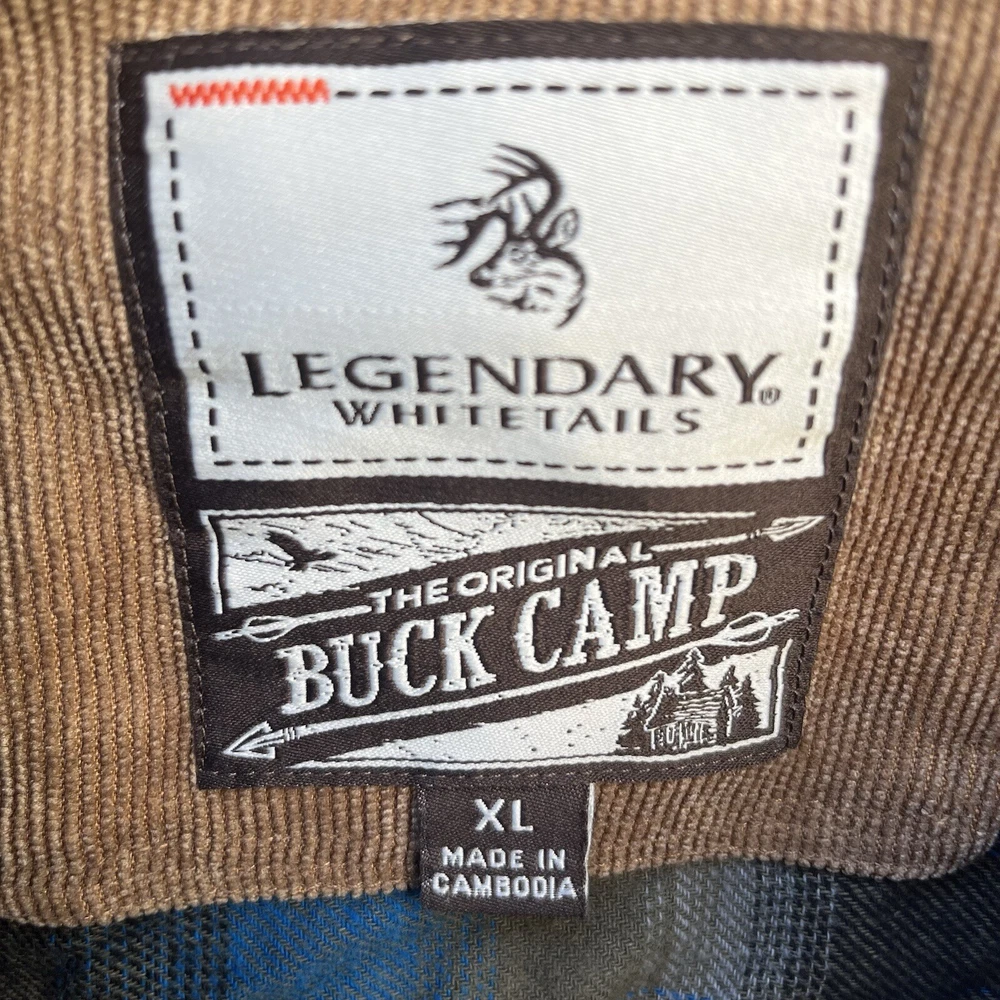 LEGENDARY®
WHITETAILS
THE ORIGINAL
BUCK CAMP
XL
MADE IN
CAMBODIA